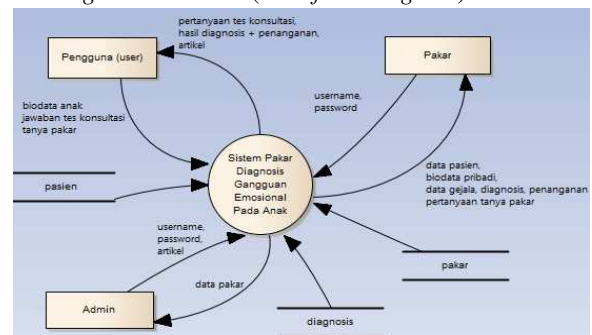 pertanyaan tes konsultasi,
hasil diagnosis + penanganan,
artikel
Pengguna (user)
Pakar
username,
password
biodata anak
jawaban tes konsultasi
tanya pakar
Sistem Pakar
Diagnosis
Gangguan
Emosional
Pada Anak
pasien
data pasien,
biodata pribadi,
data gejala, diagnosis, penanganan
pertanyaan tanya pakar
username,
password,
artikel
pakar
data pakar
Admin
diagnosis